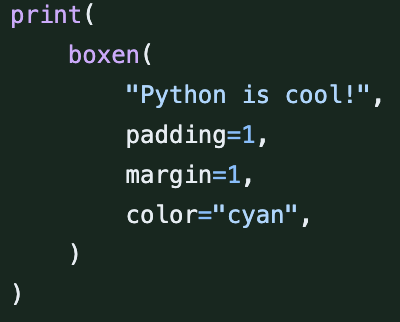 print(
    boxen(
        "Python is cool!",
        padding=1,
        margin=1,
        color="cyan",
    )
)